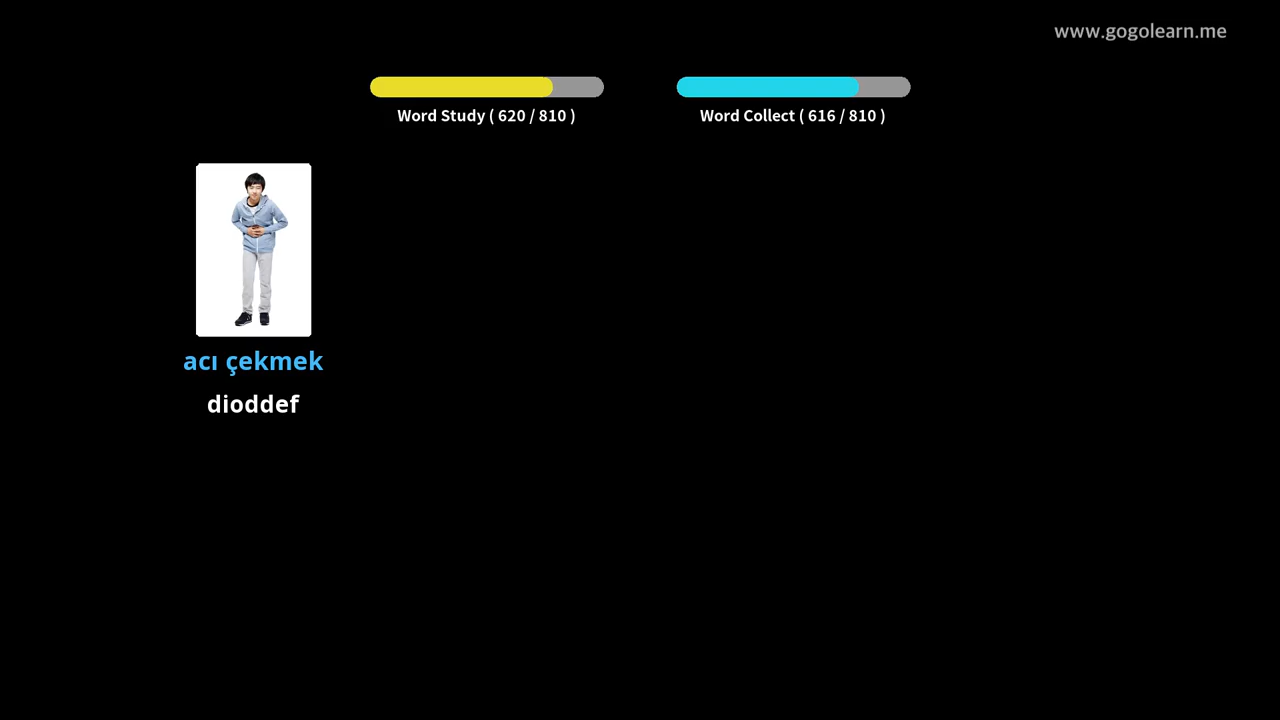 www.gogolearn.me
Word Study ( 620 / 810 )
Word Collect ( 616 / 810 )
acı çekmek
dioddef